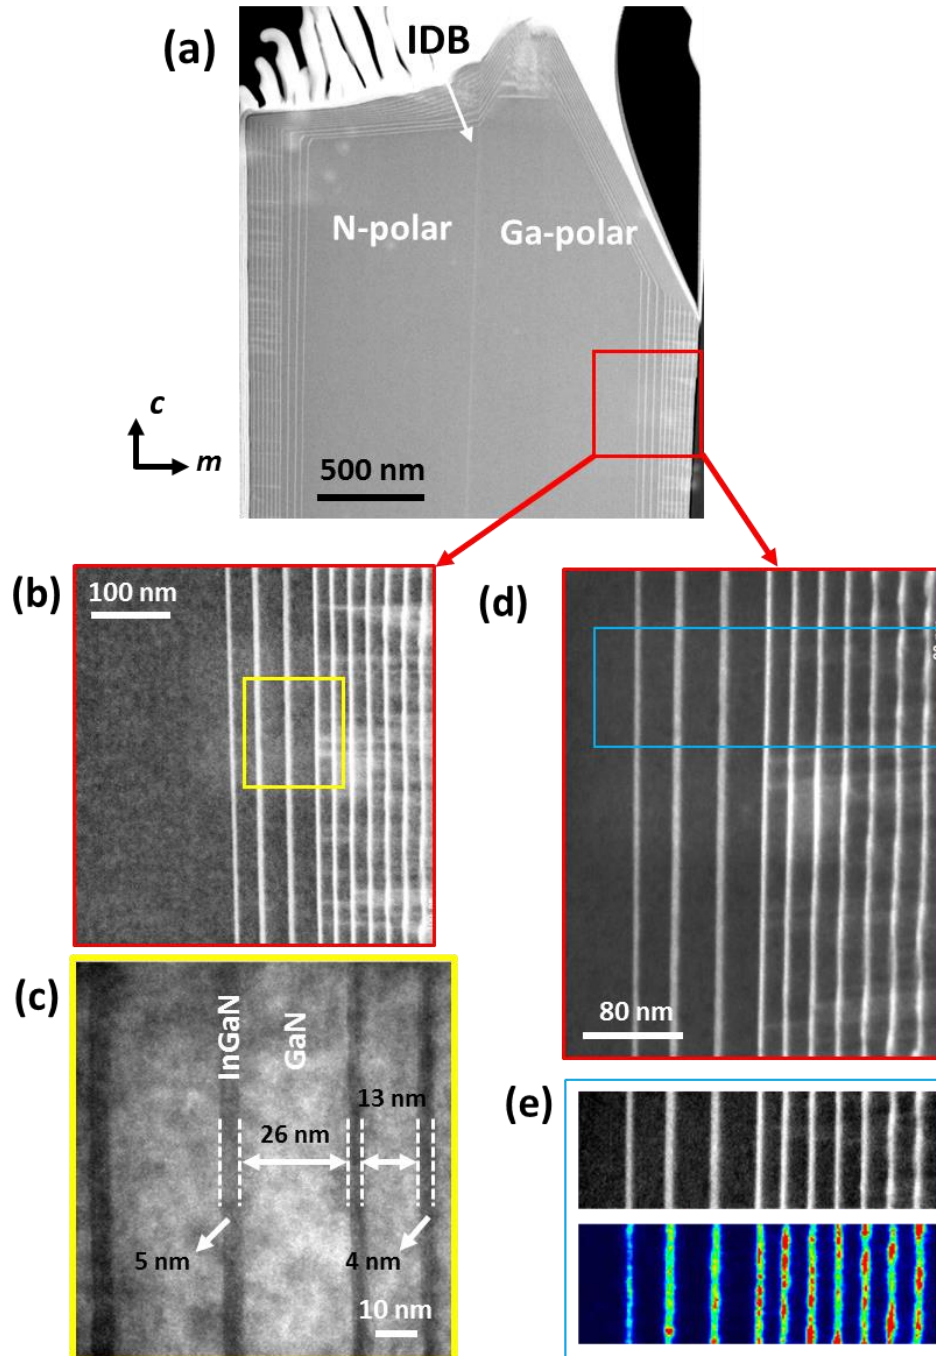 (a)
IDB
N-polar
Ga-polar
c
m
500 nm
(b)
100 nm
(d)
80 nm
(c)
InGaN
GaN
13 nm
26 nm
5 nm
4 nm
10 nm
(e)